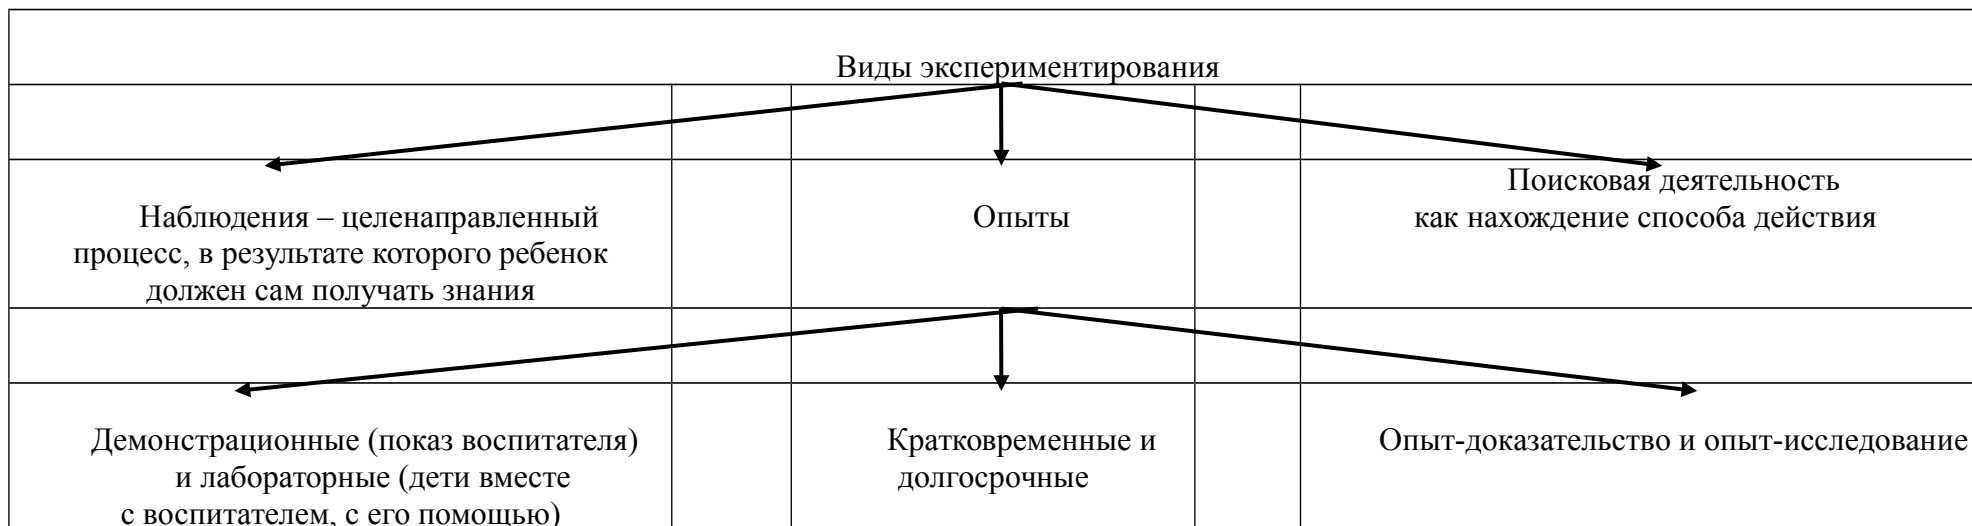 Виды экспериментирования
Наблюдения – целенаправленный
процесс, в результате которого ребенок
должен сам получать знания
Опыты
Поисковая деятельность
как нахождение способа действия
Демонстрационные (показ воспитателя)
и лабораторные (дети вместе
с воспитателем, с его помощью)
Кратковременные и
долгосрочные
Опыт-доказательство и опыт-исследование